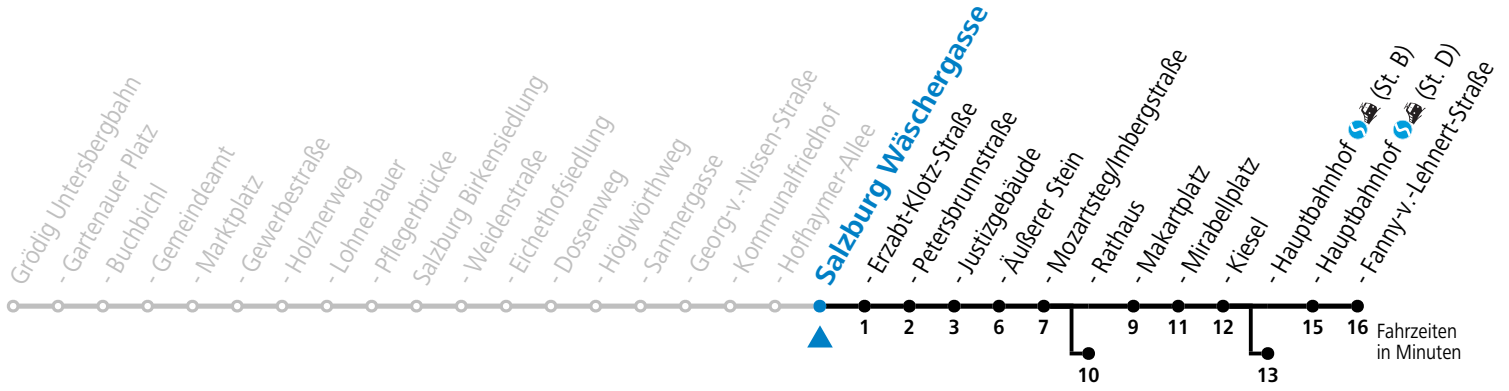 Grödig Untersbergbahn
- Gartenauer Platz
- Buchbichl
- Gemeindeamt
- Marktplatz
- Gewerbestraße
- Holznerweg
- Lohnerbauer
- Pflegerbrücke
Salzburg Birkensiedlung
- Weidenstraße
- Eichethofsiedlung
- Dossenweg
- Höglwörthweg
- Santnergasse
- Georg-v.-Nissen-Straße
- Kommunalfriedhof
- Hofhaymer-Allee
Salzburg Wäschergasse
- Erzabt-Klotz-Straße
- Petersbrunnstraße
- Justizgebäude
- Äußerer Stein
- Mozartsteg/Imbergstraße
- Rathaus
- Makartplatz
- Mirabellplatz
- Kiesel
- Hauptbahnhof (St. B)
- Hauptbahnhof (St. D)
- Fanny-v.-Lehnert-Straße
1 2 3 6 7 9 11 12 15 16 Fahrzeiten
in Minuten
10 13